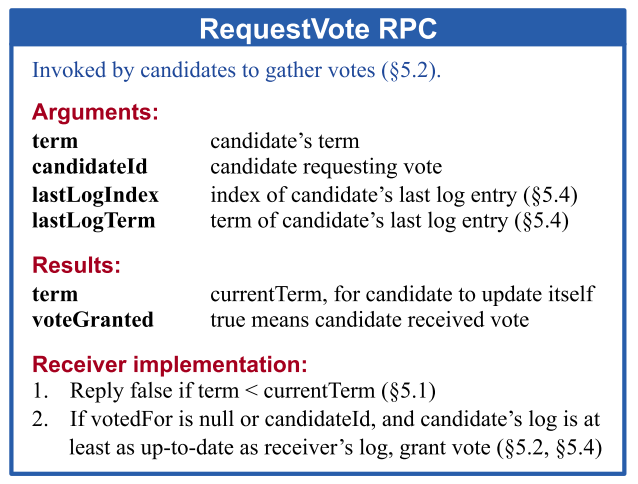 RequestVote RPC
Invoked by candidates to gather votes (§5.2).
Arguments:
term candidate’s term
candidateId candidate requesting vote
lastLogIndex index of candidate’s last log entry (§5.4)
lastLogTerm term of candidate’s last log entry (§5.4)
Results:
term currentTerm, for candidate to update itself
voteGranted true means candidate received vote
Receiver implementation:
1. Reply false if term < currentTerm (§5.1)
2. If votedFor is null or candidateId, and candidate’s log is at
least as up-to-date as receiver’s log, grant vote (§5.2, §5.4)